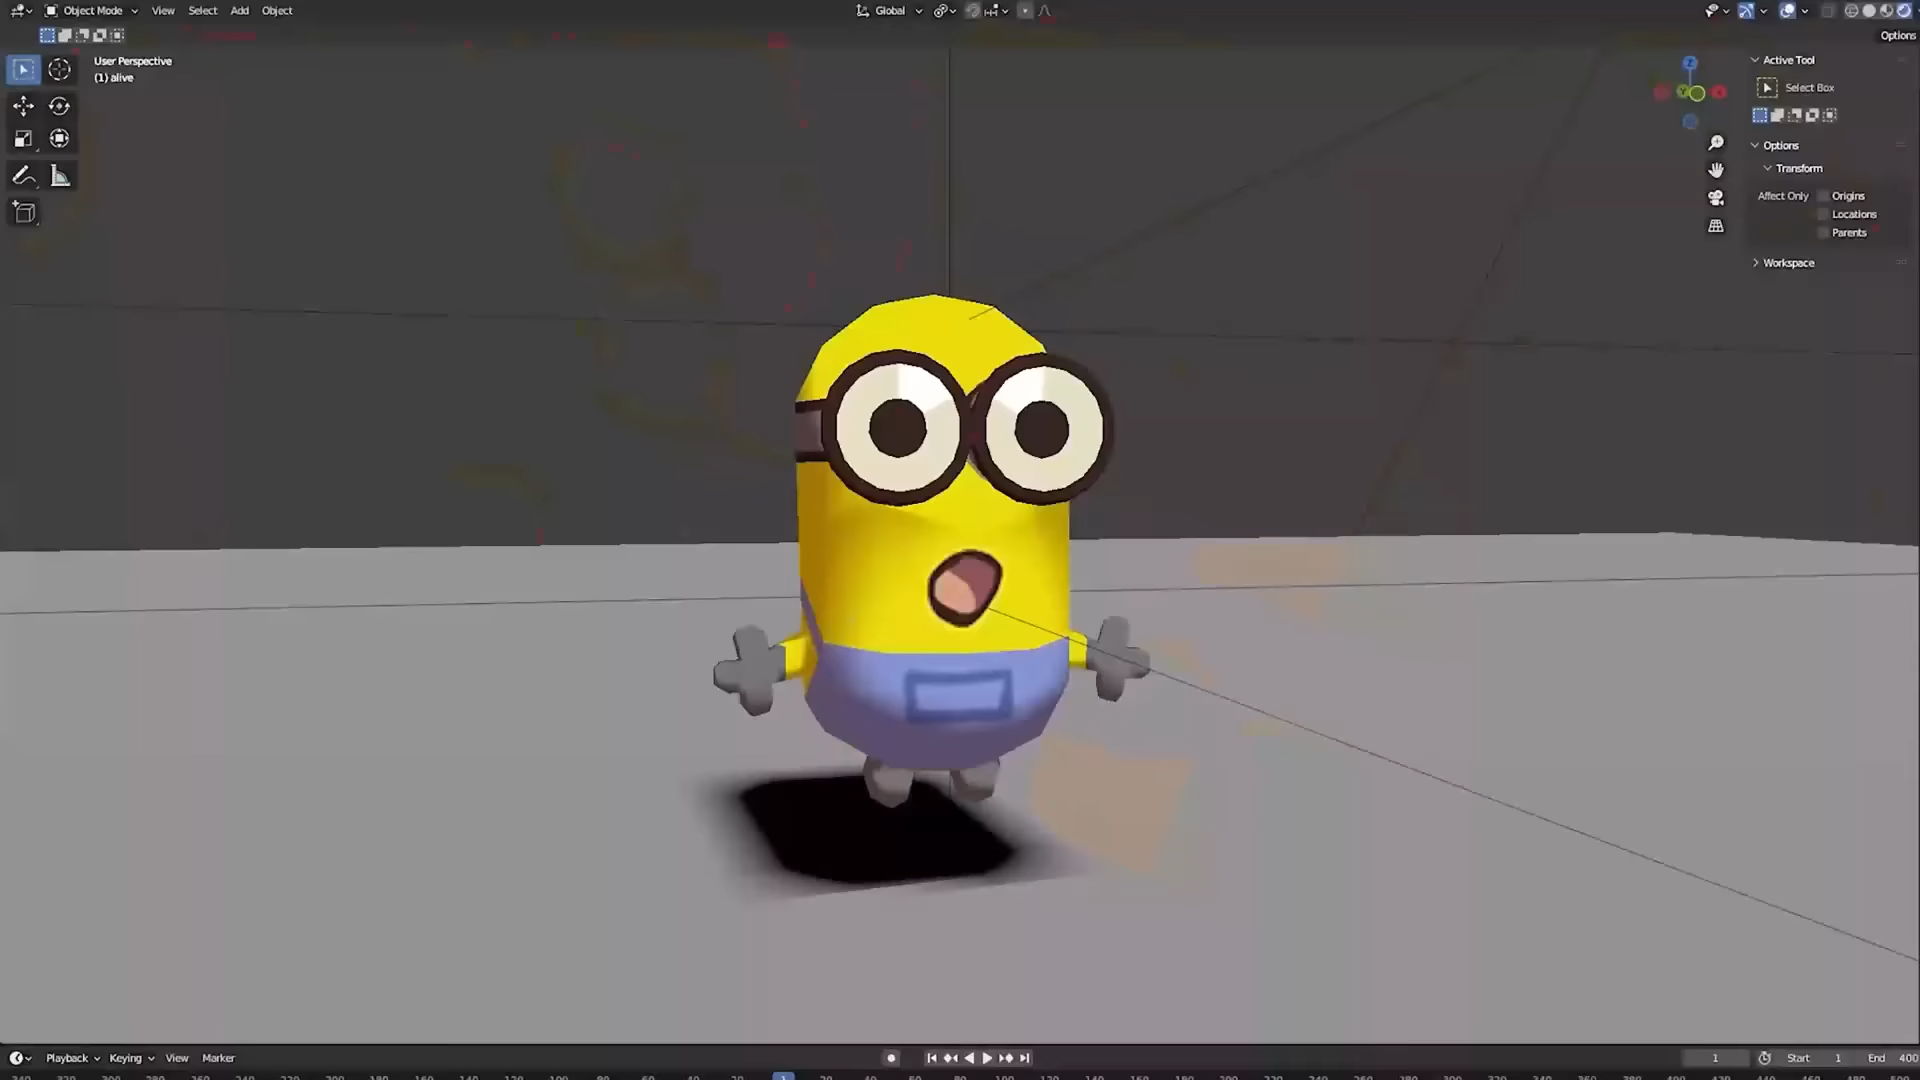 Object Mode View Select Add Object Global
Options
User Perspective
(1) alive
Active Tool
Select Box
Options
Transform
Affect Only Origins
Locations
Parents
Workspace
Playback Keying View Marker 1 Start 1 End 400